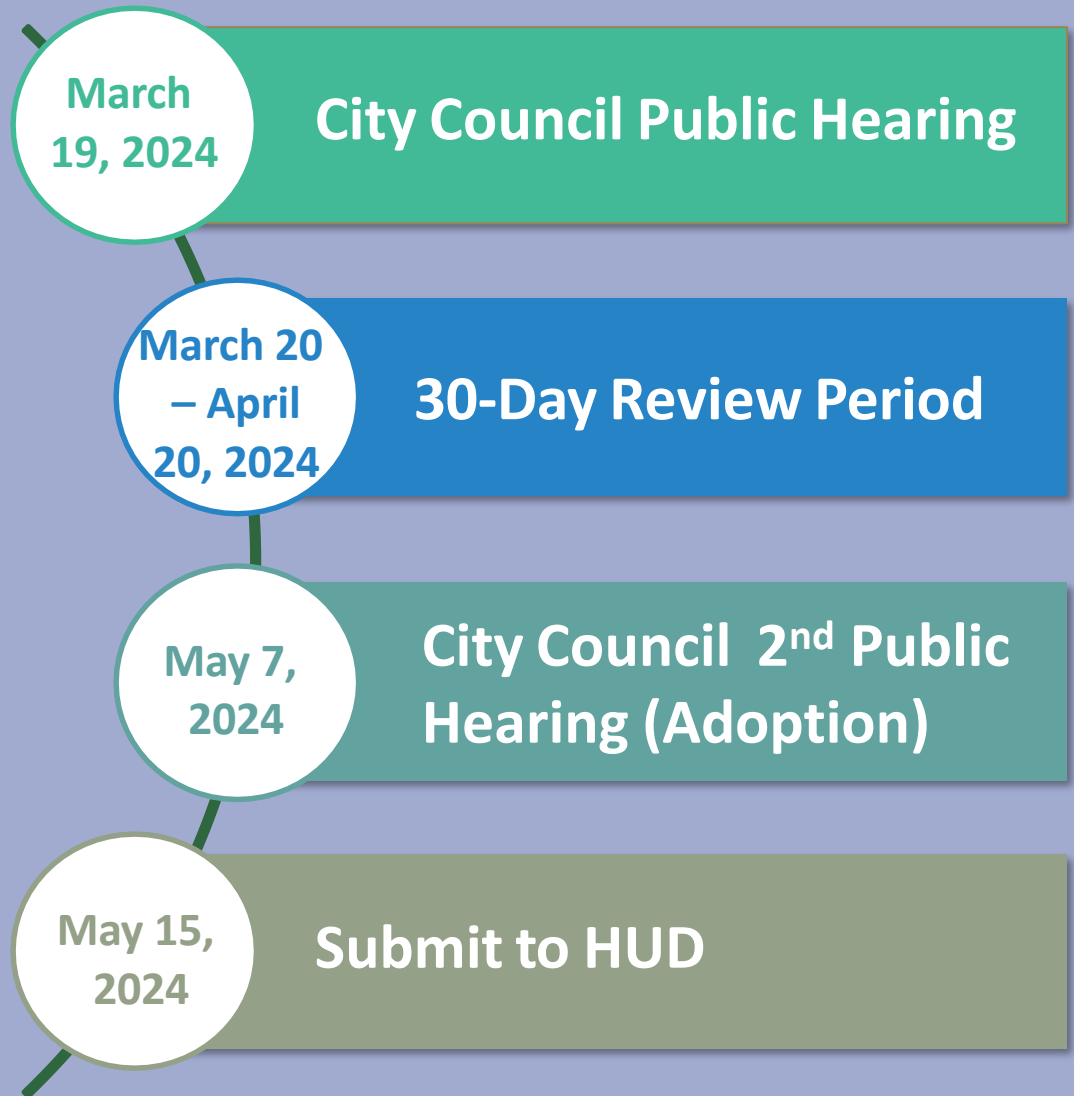 March
19, 2024
City Council Public Hearing
March 20
– April
20, 2024
30-Day Review Period
May 7,
2024
City Council  2nd Public
Hearing (Adoption)
May 15,
2024
Submit to HUD